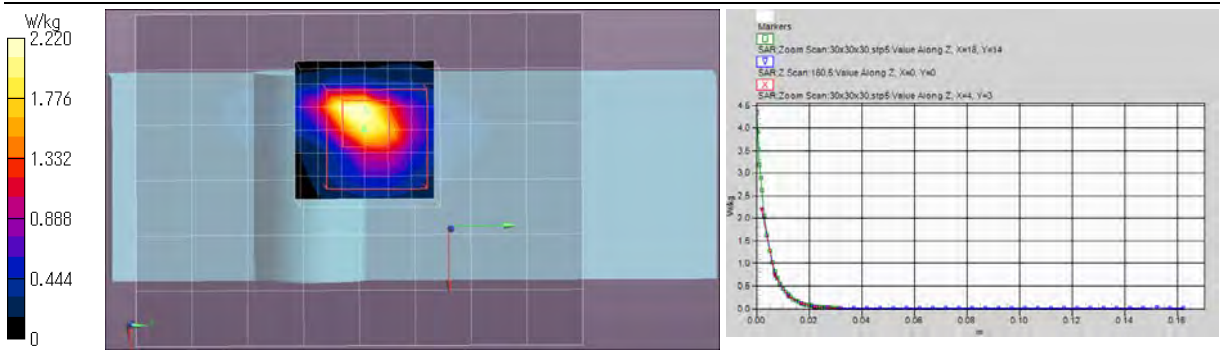 W/kg
2.220
1.776
1.332
0.888
0.444
0
Markers
SAR;Zoom Scan:30x30x30,stp5:Value Along Z, X=18, Y=14
SAR;Z Scan:160,5:Value Along Z, X=0, Y=0
SAR;Zoom Scan:30x30x30,stp5:Value Along Z, X=4, Y=3
W/kg
4.5
4.0
3.5
3.0
2.5
2.0
1.5
1.0
0.5
0.0
0.00 0.02 0.04 0.06 0.08 0.10 0.12 0.14 0.16
m